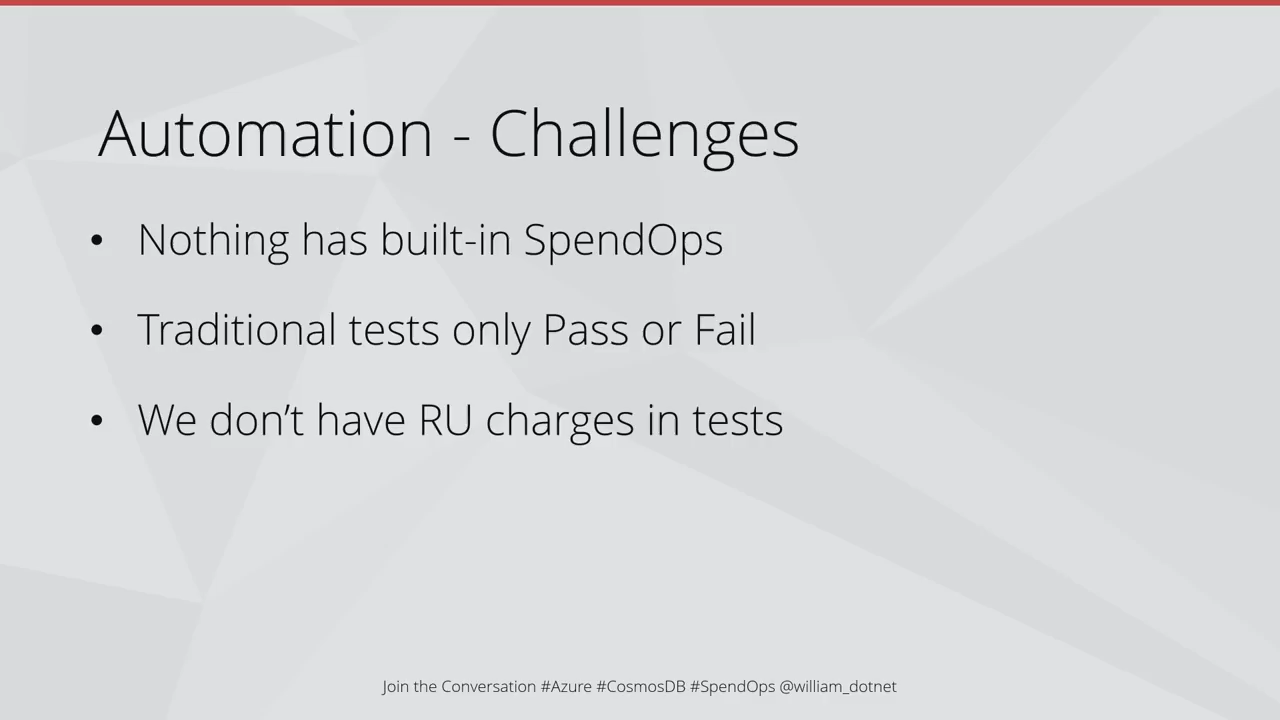 Automation - Challenges
• Nothing has built-in SpendOps
• Traditional tests only Pass or Fail
• We don’t have RU charges in tests
Join the Conversation #Azure #CosmosDB #SpendOps @william_dotnet